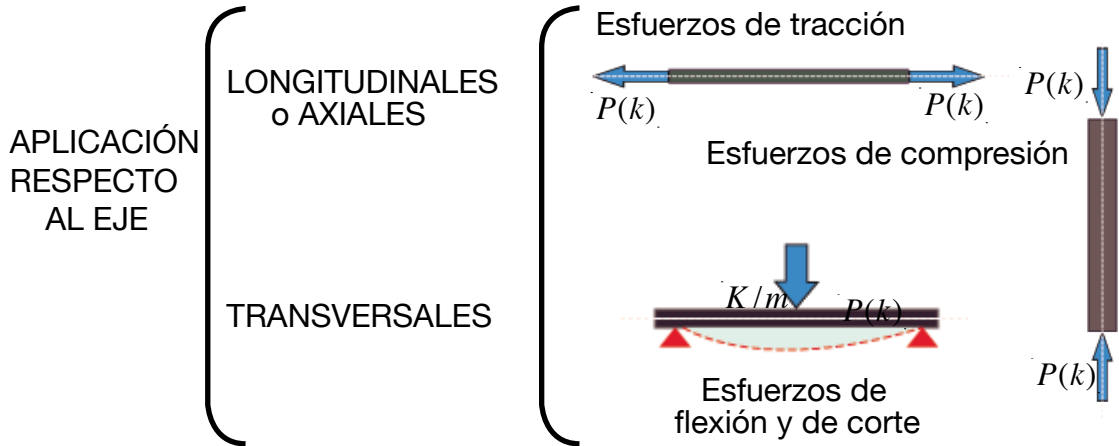 APLICACIÓN
RESPECTO
AL EJE
LONGITUDINALES
o AXIALES
Esfuerzos de tracción
P(k)
P(k)
P(k)
Esfuerzos de compresión
TRANSVERSALES
K/m
P(k)
P(k)
Esfuerzos de
flexión y de corte